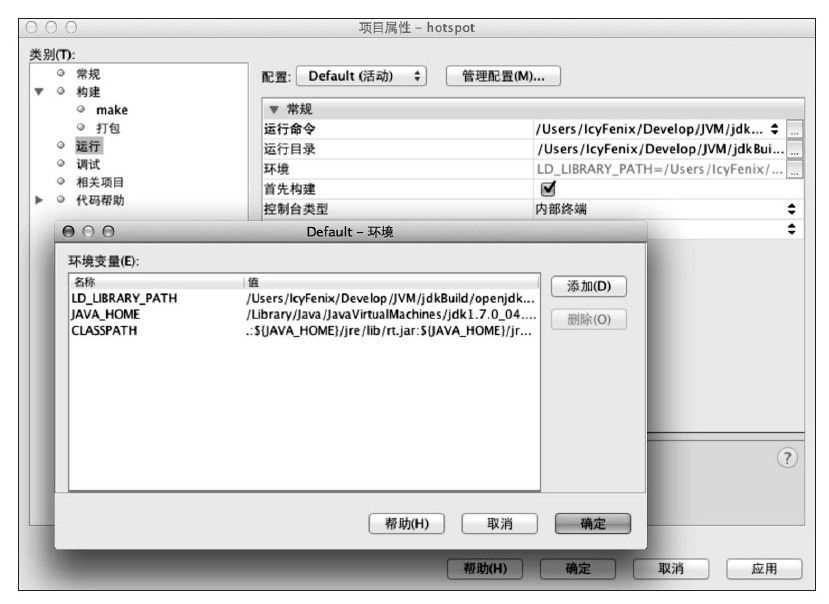 项目属性 – hotspot
类别(T):
常规
构建
make
打包
运行
调试
相关项目
代码帮助
配置: Default (活动) 管理配置(M)...
常规
运行命令 /Users/IcyFenix/Develop/JVM/jdk... ...
运行目录 /Users/IcyFenix/Develop/JVM/jdkBui... ...
环境 LD_LIBRARY_PATH=/Users/IcyFenix/... ...
首先构建
控制台类型 内部终端
Default – 环境
环境变量(E):
名称 值
LD_LIBRARY_PATH /Users/IcyFenix/Develop/JVM/jdkBuild/openjdk...
JAVA_HOME /Library/Java/JavaVirtualMachines/jdk1.7.0_04....
CLASSPATH .:${JAVA_HOME}/jre/lib/rt.jar:${JAVA_HOME}/jr...
添加(D)
删除(O)
?
帮助(H) 取消 确定
帮助(H) 确定 取消 应用